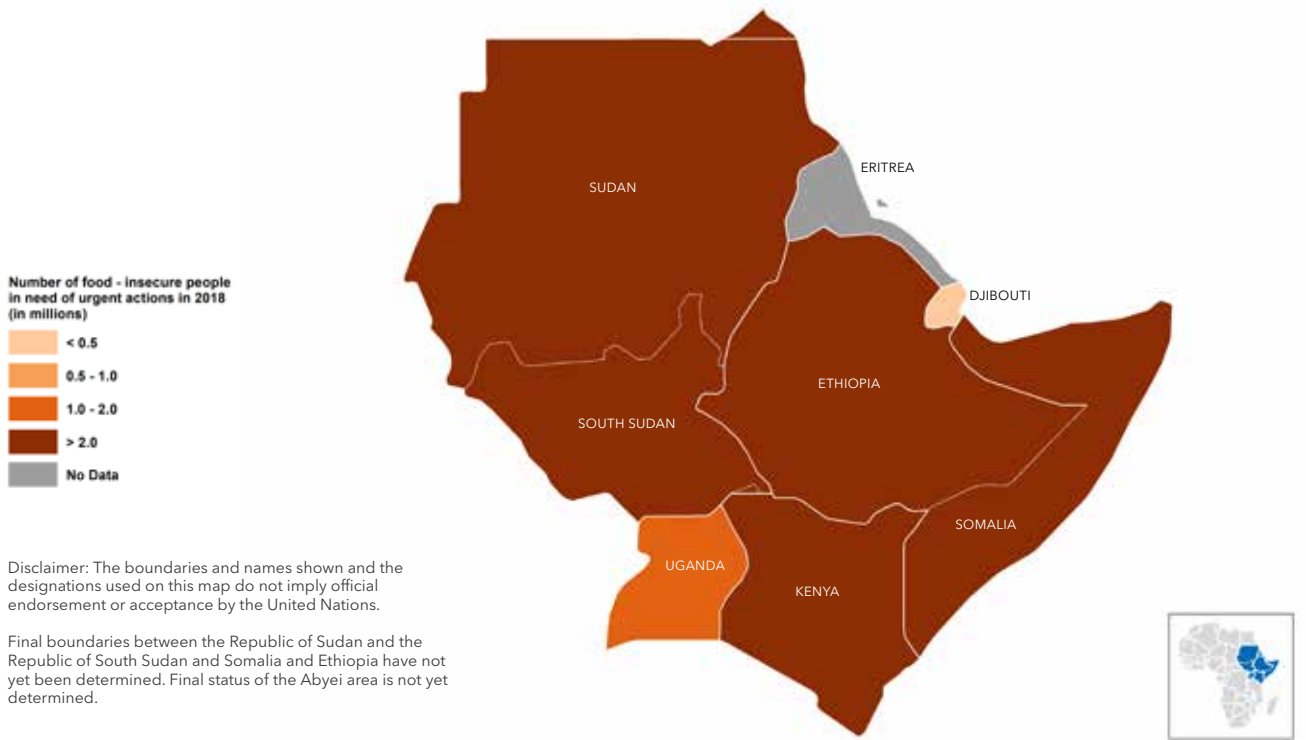 SUDAN
ERITREA
DJIBOUTI
ETHIOPIA
SOUTH SUDAN
SOMALIA
UGANDA
KENYA
Number of food - insecure people
in need of urgent actions in 2018
(in millions)
< 0.5
0.5 - 1.0
1.0 - 2.0
> 2.0
No Data
Disclaimer: The boundaries and names shown and the
designations used on this map do not imply official
endorsement or acceptance by the United Nations.
Final boundaries between the Republic of Sudan and the
Republic of South Sudan and Somalia and Ethiopia have not
yet been determined. Final status of the Abyei area is not yet
determined.